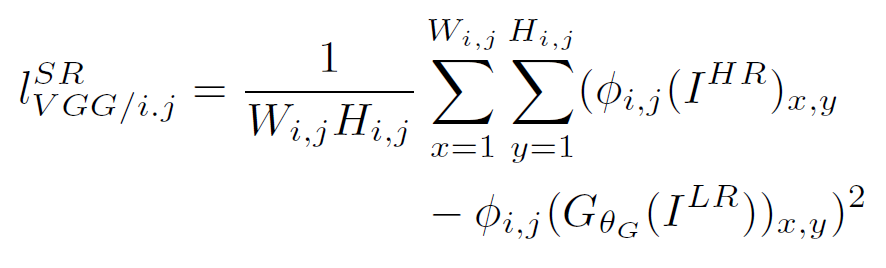 l^{SR}_{VGG/i.j} = \frac{1}{W_{i,j}H_{i,j}} \sum_{x=1}^{W_{i,j}} \sum_{y=1}^{H_{i,j}} (\phi_{i,j}(I^{HR})_{x,y}
- \phi_{i,j}(G_{\theta_G}(I^{LR}))_{x,y})^2